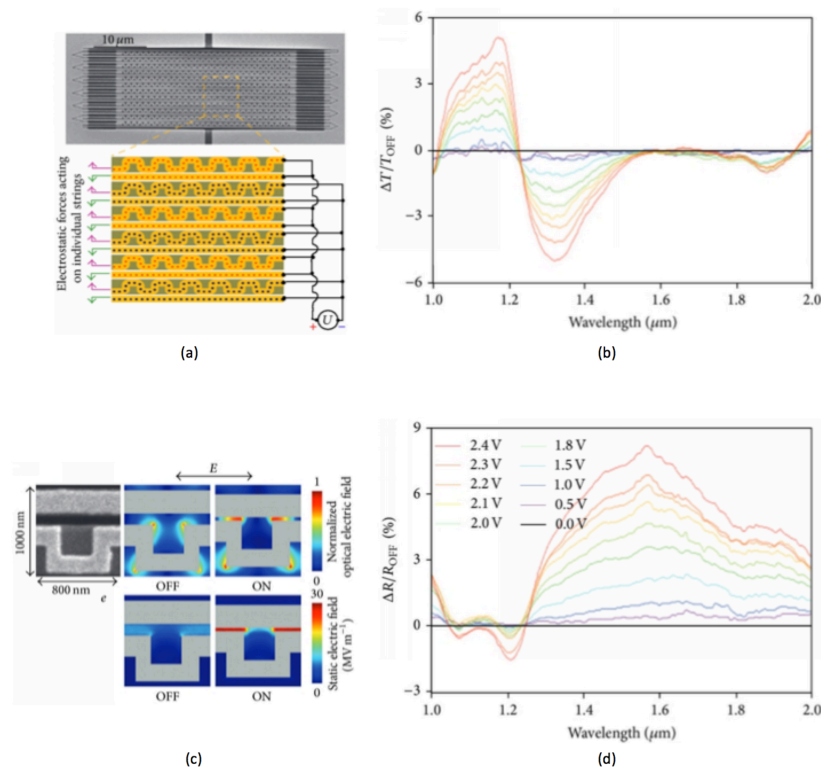 10 μm
Electrostatic forces acting
on individual strings
U
+
−
(a)
6
3
0
−3
−6
ΔT/T_OFF (%)
1.0 1.2 1.4 1.6 1.8 2.0
Wavelength (μm)
(b)
E
1000 nm
800 nm
e
OFF
ON
1
0
Normalized
optical electric field
OFF
ON
30
0
Static electric field
(MV m⁻¹)
(c)
9
6
3
0
−3
ΔR/R_OFF (%)
2.4 V
2.3 V
2.2 V
2.1 V
2.0 V
1.8 V
1.5 V
1.0 V
0.5 V
0.0 V
1.0 1.2 1.4 1.6 1.8 2.0
Wavelength (μm)
(d)